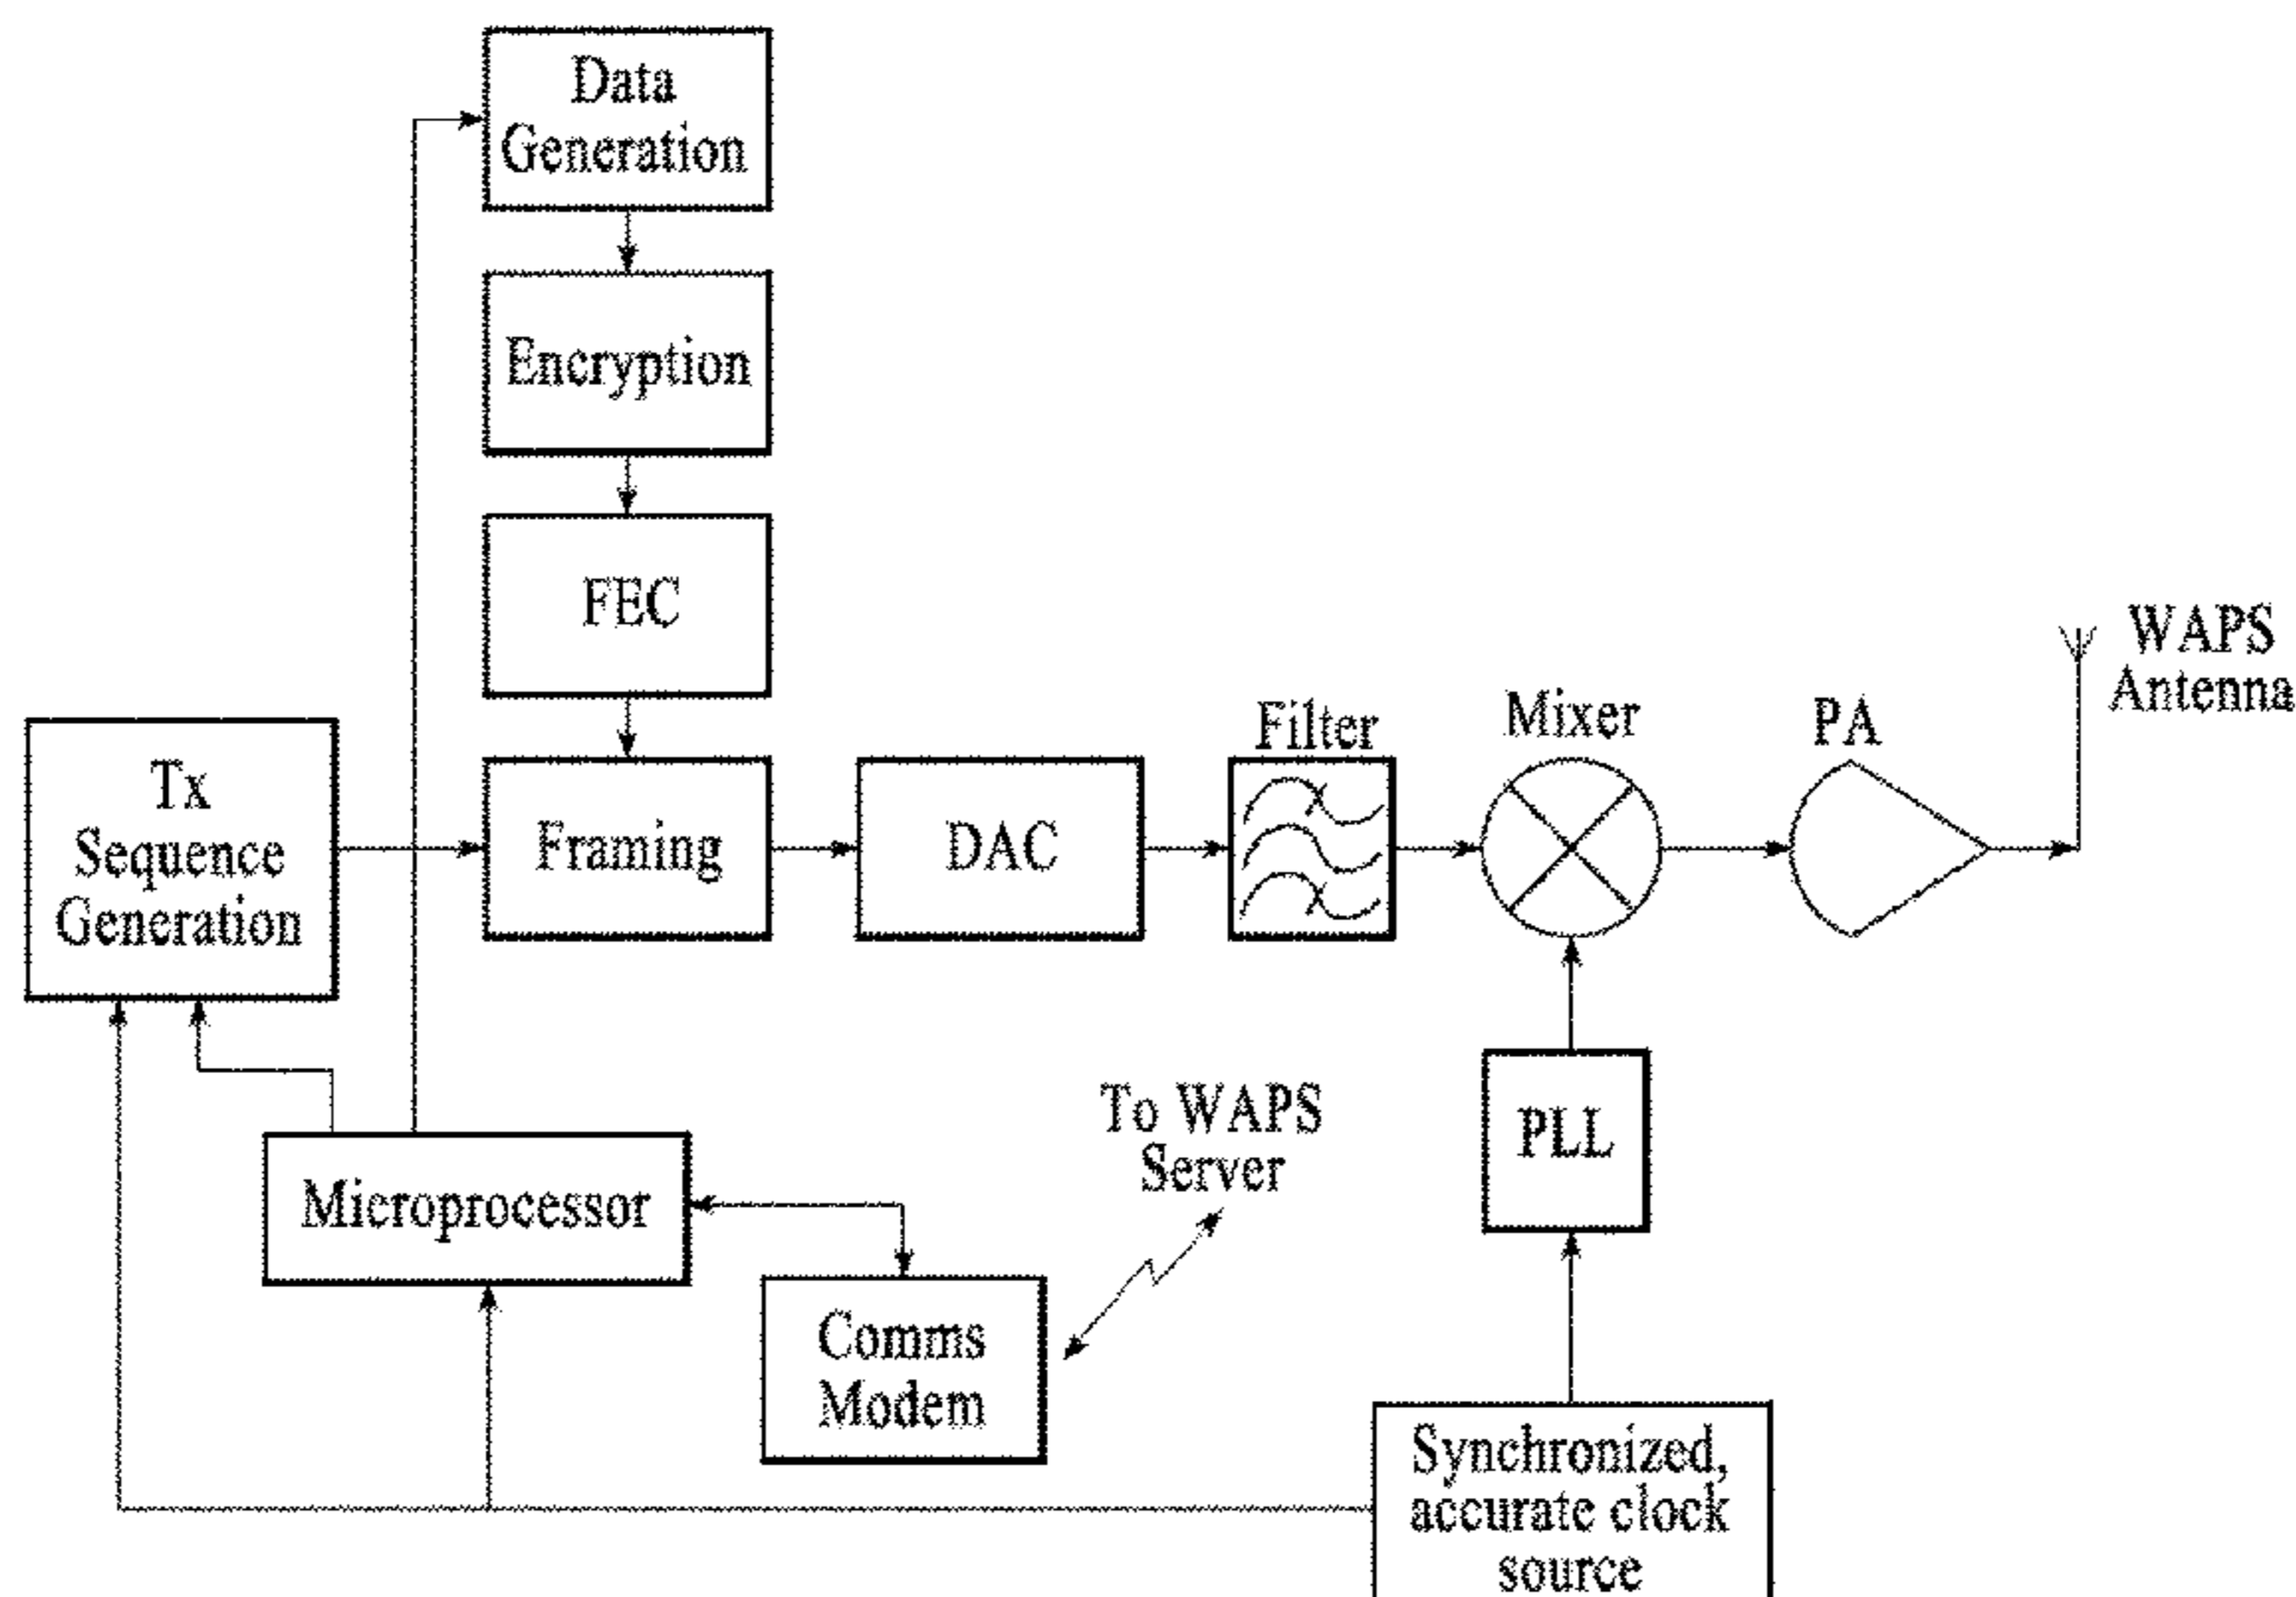 Data
Generation
Encryption
FEC
Tx
Sequence
Generation
Framing
DAC
Filter
Mixer
PA
WAPS
Antenna
Microprocessor
To WAPS
Server
Comms
Modem
PLL
Synchronized,
accurate clock
source